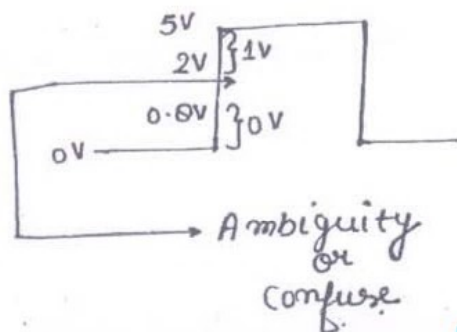 5V
2V }1V
0.8V }0V
0V
Ambiguity
or
confuse